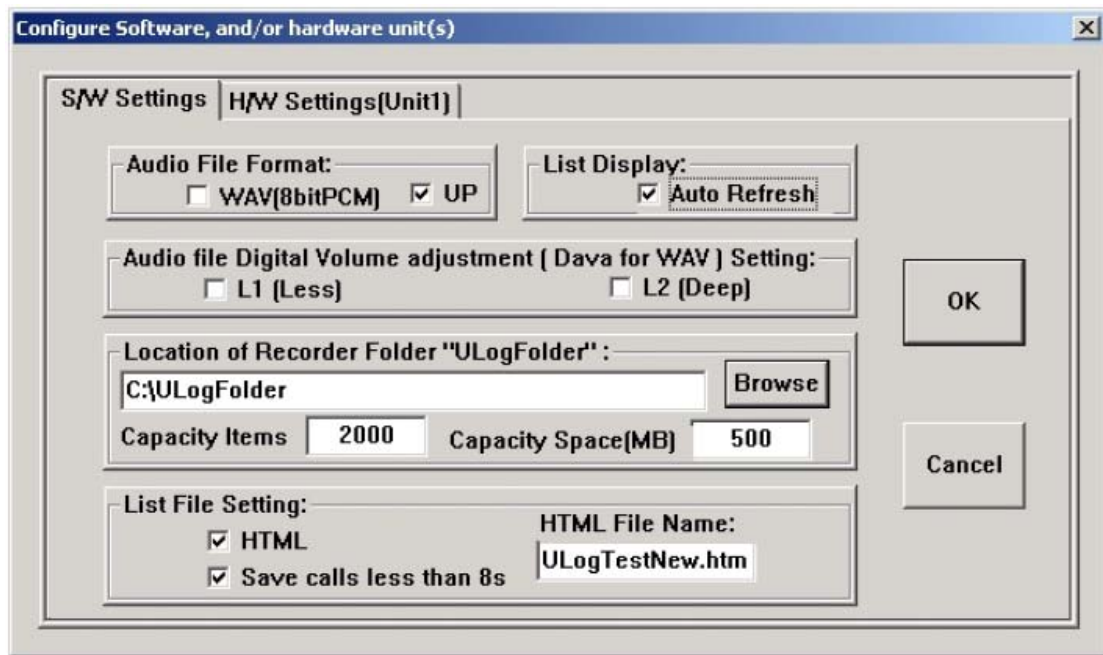 Configure Software, and/or hardware unit(s)
S/W Settings H/W Settings(Unit1)
Audio File Format:
WAV(8bitPCM) UP
List Display:
Auto Refresh
Audio file Digital Volume adjustment ( Dava for WAV ) Setting:
L1 (Less) L2 (Deep)
OK
Location of Recorder Folder "ULogFolder" :
C:\ULogFolder Browse
Capacity Items 2000 Capacity Space(MB) 500
Cancel
List File Setting:
HTML
Save calls less than 8s
HTML File Name:
ULogTestNew.htm